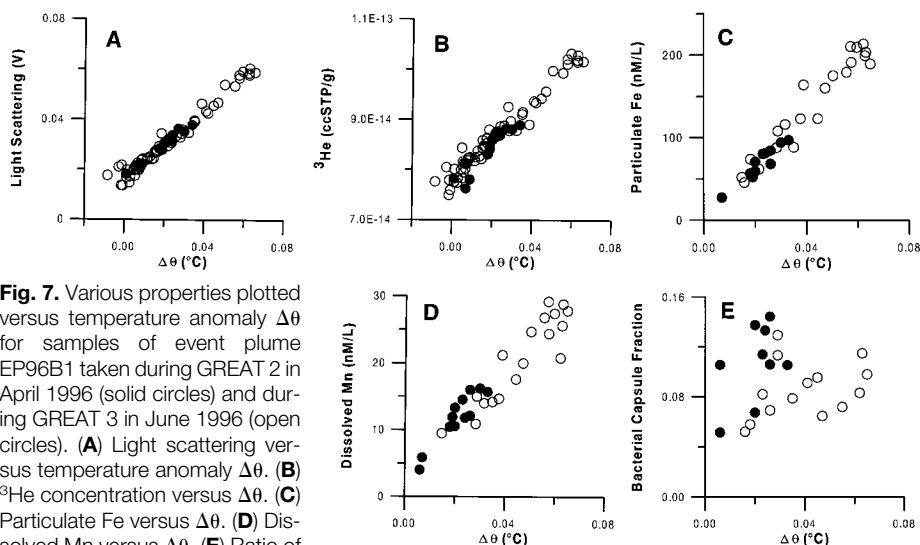 0.08
A
Light Scattering (V)
0.04
0
0.00
0.04
0.08
Δ θ (°C)
1.1E-13
B
³He (ccSTP/g)
9.0E-14
7.0E-14
0.00
0.04
0.08
Δ θ (°C)
C
200
Particulate Fe (nM/L)
100
0
0.00
0.04
0.08
Δ θ (°C)
Fig. 7. Various properties plotted
versus temperature anomaly Δθ
for samples of event plume
EP96B1 taken during GREAT 2 in
April 1996 (solid circles) and dur-
ing GREAT 3 in June 1996 (open
circles). (A) Light scattering ver-
sus temperature anomaly Δθ. (B)
³He concentration versus Δθ. (C)
Particulate Fe versus Δθ. (D) Dis-
solved Mn versus Δθ. (E) Ratio of
30
D
Dissolved Mn (nM/L)
20
10
0
0.00
0.04
0.08
Δ θ (°C)
0.16
E
Bacterial Capsule Fraction
0.08
0.00
0.00
0.04
0.08
Δ θ (°C)